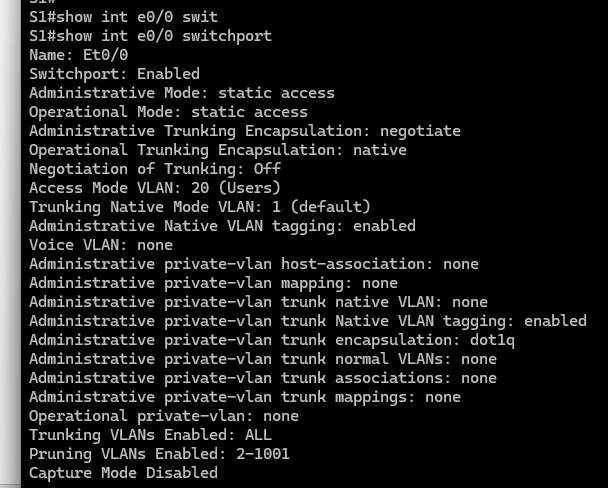 S1#
S1#show int e0/0 swit
S1#show int e0/0 switchport
Name: Et0/0
Switchport: Enabled
Administrative Mode: static access
Operational Mode: static access
Administrative Trunking Encapsulation: negotiate
Operational Trunking Encapsulation: native
Negotiation of Trunking: Off
Access Mode VLAN: 20 (Users)
Trunking Native Mode VLAN: 1 (default)
Administrative Native VLAN tagging: enabled
Voice VLAN: none
Administrative private-vlan host-association: none
Administrative private-vlan mapping: none
Administrative private-vlan trunk native VLAN: none
Administrative private-vlan trunk Native VLAN tagging: enabled
Administrative private-vlan trunk encapsulation: dot1q
Administrative private-vlan trunk normal VLANs: none
Administrative private-vlan trunk associations: none
Administrative private-vlan trunk mappings: none
Operational private-vlan: none
Trunking VLANs Enabled: ALL
Pruning VLANs Enabled: 2-1001
Capture Mode Disabled